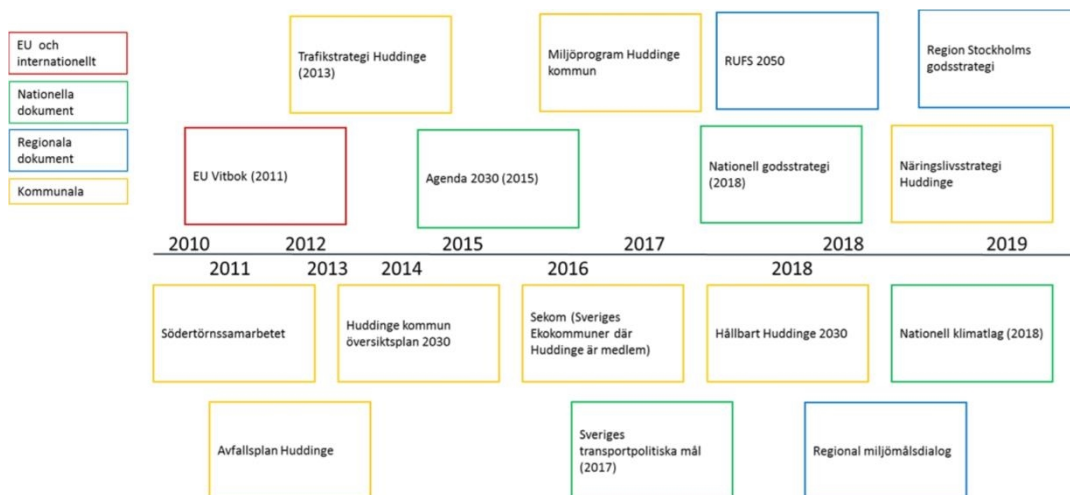 EU och
internationellt
Nationella
dokument
Regionala
dokument
Kommunala
Trafikstrategi Huddinge
(2013)
Miljöprogram Huddinge
kommun
RUFS 2050
Region Stockholms
godsstrategi
EU Vitbok (2011)
Agenda 2030 (2015)
Nationell godsstrategi
(2018)
Näringslivsstrategi
Huddinge
2010
2012
2015
2017
2018
2019
2011
2013
2014
2016
2018
Södertörnssamarbetet
Huddinge kommun
översiktsplan 2030
Sekom (Sveriges
Ekokommuner där
Huddinge är medlem)
Hållbart Huddinge 2030
Nationell klimatlag (2018)
Avfallsplan Huddinge
Sveriges
transportpolitiska mål
(2017)
Regional miljömålsdialog